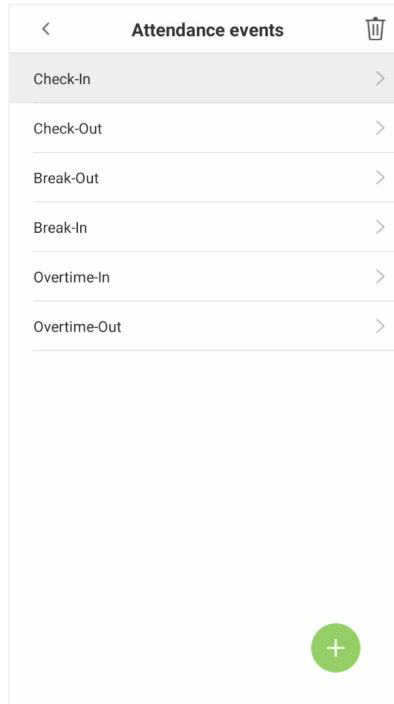 Attendance events
Check-In
Check-Out
Break-Out
Break-In
Overtime-In
Overtime-Out